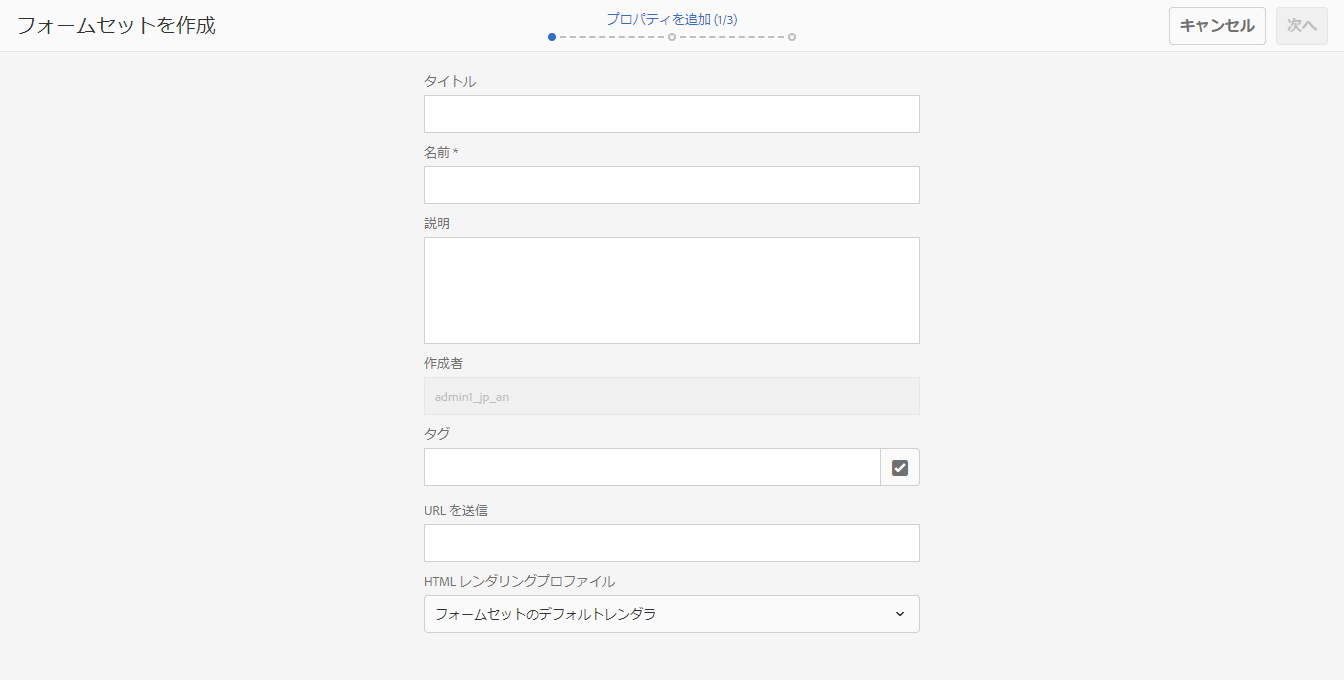 フォームセットを作成
プロパティを追加 (1/3)
キャンセル
次へ
タイトル
名前 *
説明
作成者
admin1_jp_an
タグ
URL を送信
HTML レンダリングプロファイル
フォームセットのデフォルトレンダラ